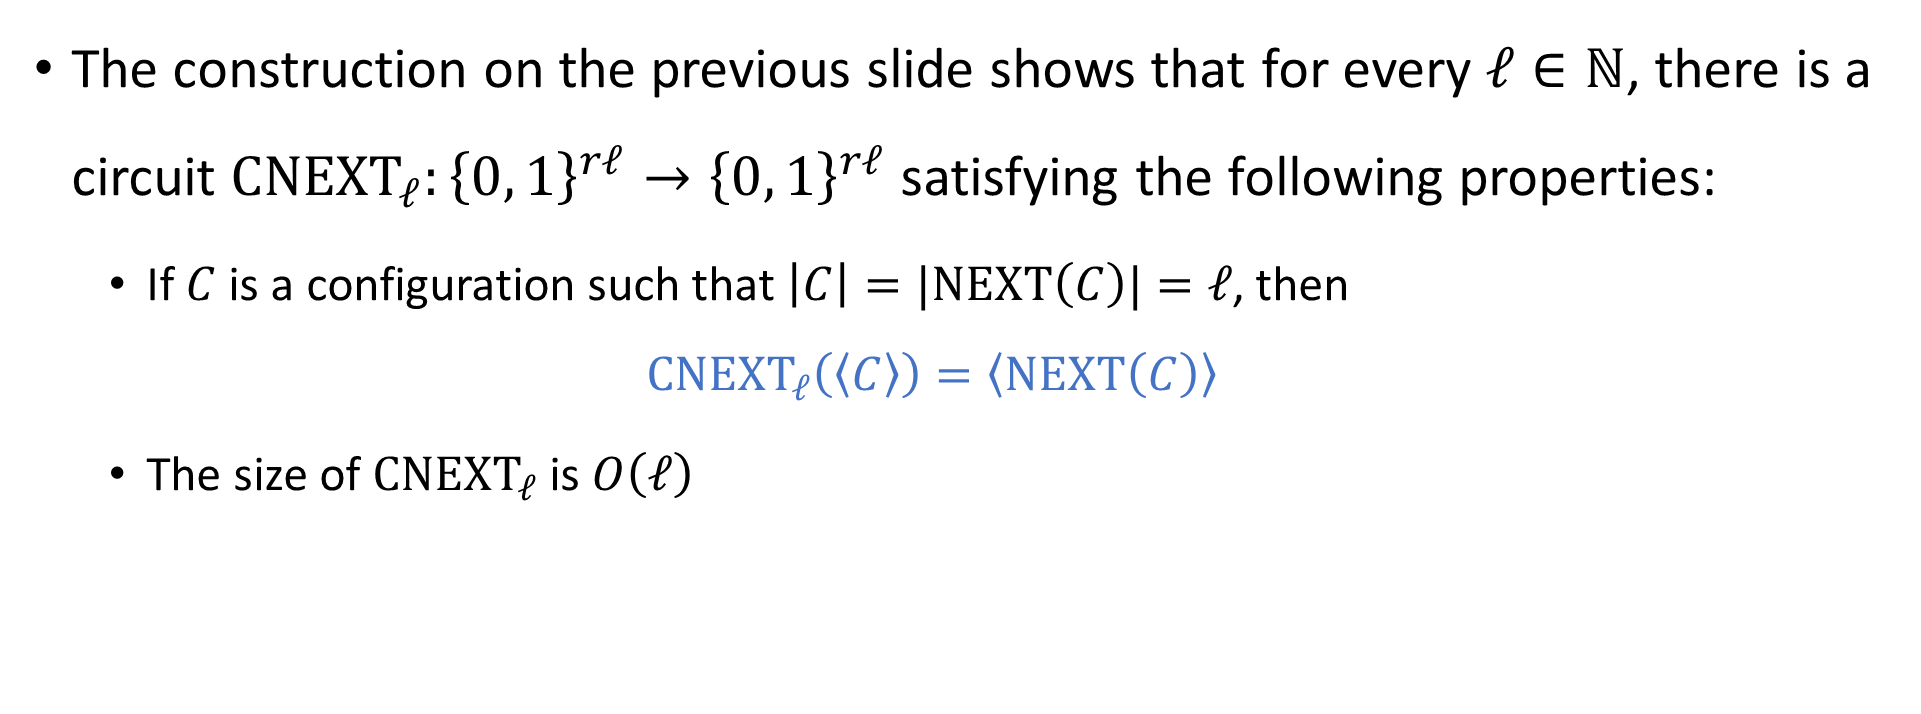 • The construction on the previous slide shows that for every ℓ ∈ ℕ, there is a
circuit CNEXT_ℓ: {0, 1}^{rℓ} → {0, 1}^{rℓ} satisfying the following properties:
• If C is a configuration such that |C| = |NEXT(C)| = ℓ, then
CNEXT_ℓ(⟨C⟩) = ⟨NEXT(C)⟩
• The size of CNEXT_ℓ is O(ℓ)